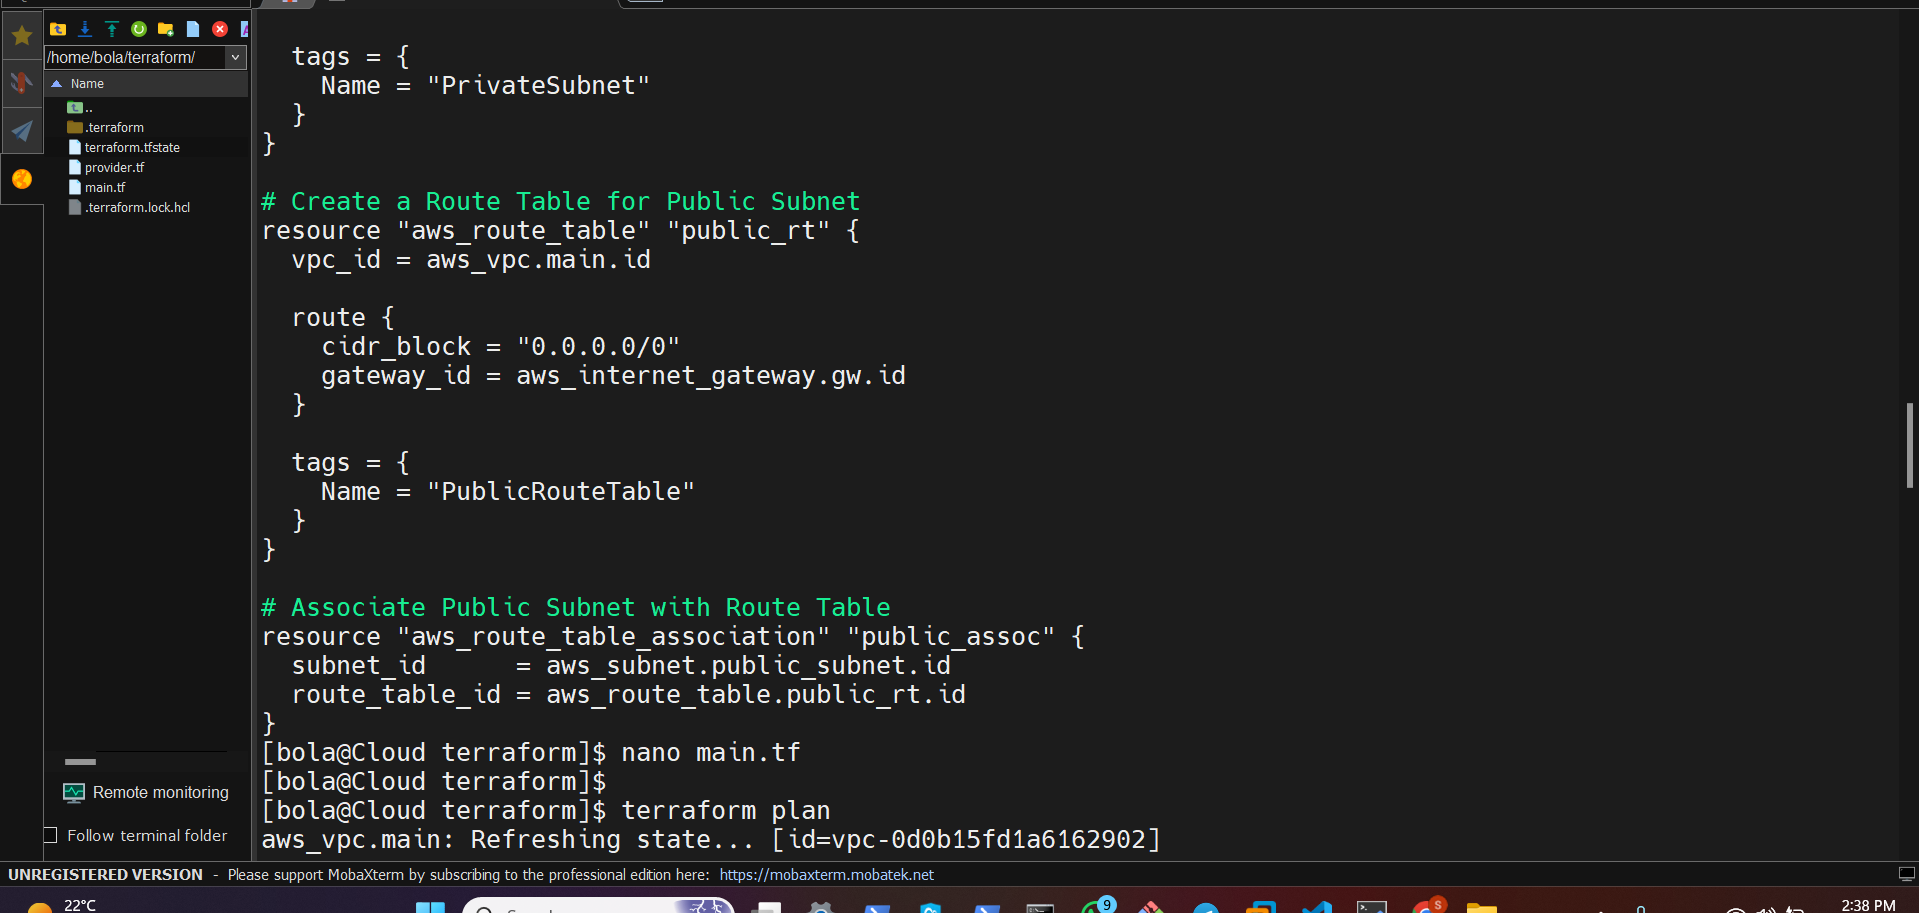 /home/bola/terraform/
Name
..
.terraform
terraform.tfstate
provider.tf
main.tf
.terraform.lock.hcl
Remote monitoring
Follow terminal folder
  tags = {
    Name = "PrivateSubnet"
  }
}
# Create a Route Table for Public Subnet
resource "aws_route_table" "public_rt" {
  vpc_id = aws_vpc.main.id
  route {
    cidr_block = "0.0.0.0/0"
    gateway_id = aws_internet_gateway.gw.id
  }
  tags = {
    Name = "PublicRouteTable"
  }
}
# Associate Public Subnet with Route Table
resource "aws_route_table_association" "public_assoc" {
  subnet_id      = aws_subnet.public_subnet.id
  route_table_id = aws_route_table.public_rt.id
}
[bola@Cloud terraform]$ nano main.tf
[bola@Cloud terraform]$
[bola@Cloud terraform]$ terraform plan
aws_vpc.main: Refreshing state... [id=vpc-0d0b15fd1a6162902]
UNREGISTERED VERSION - Please support MobaXterm by subscribing to the professional edition here: https://mobaxterm.mobatek.net
22°C
9
S
2:38 PM